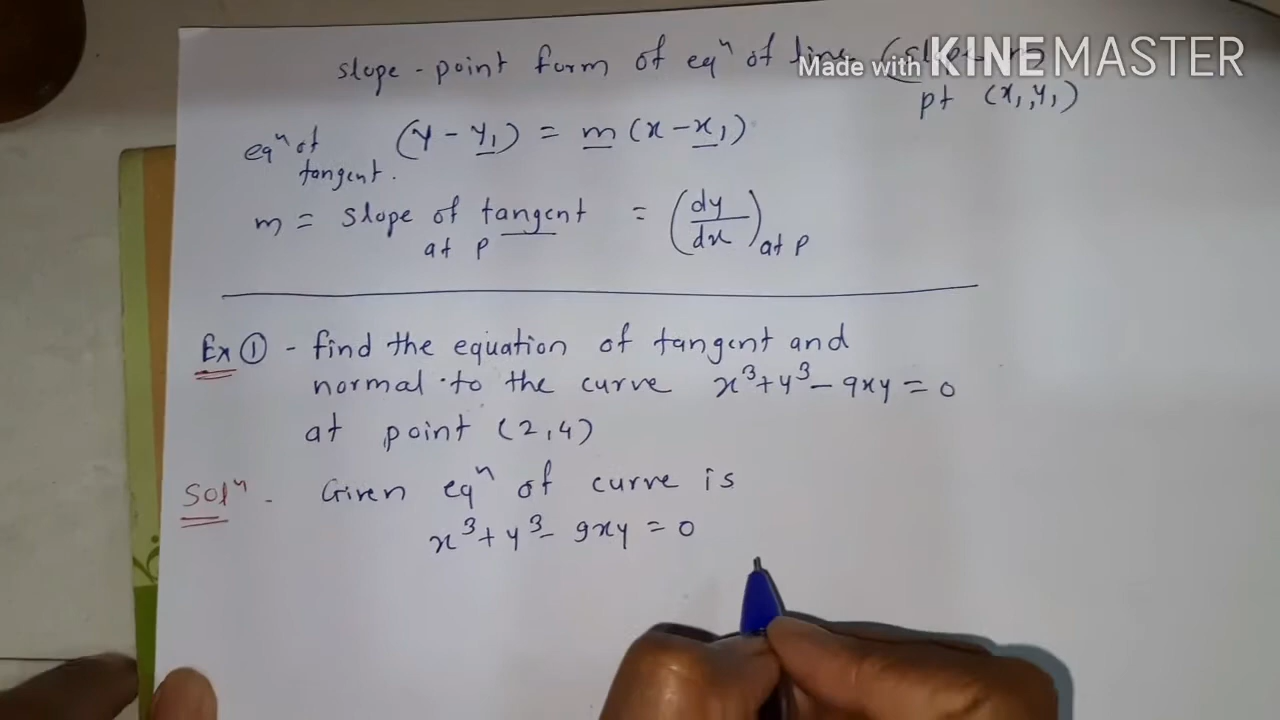 slope - point form of eqⁿ of line
Made with KINEMASTER
pt (x₁, y₁)
eqⁿ of (y - y₁) = m (x - x₁)
tangent.
m = slope of tangent = (dy/dx) at P
at P
Ex ① - find the equation of tangent and
normal to the curve x³ + y³ - 9xy = 0
at point (2, 4)
Solⁿ - Given eqⁿ of curve is
x³ + y³ - 9xy = 0